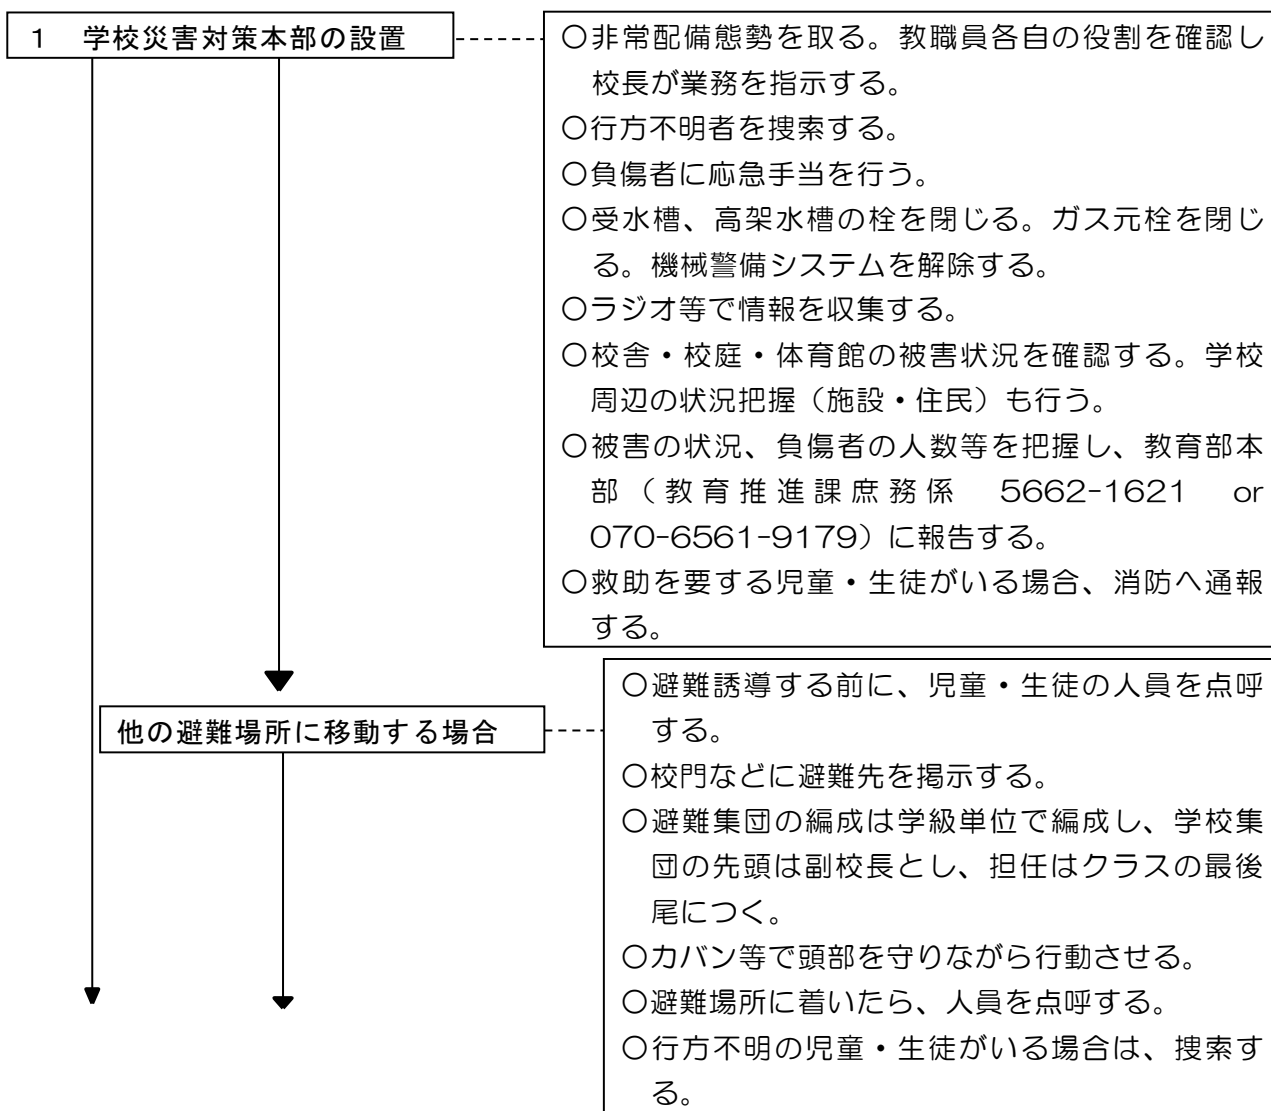 １　学校災害対策本部の設置
○非常配備態勢を取る。教職員各自の役割を確認し
校長が業務を指示する。
○行方不明者を捜索する。
○負傷者に応急手当を行う。
○受水槽、高架水槽の栓を閉じる。ガス元栓を閉じ
る。機械警備システムを解除する。
○ラジオ等で情報を収集する。
○校舎・校庭・体育館の被害状況を確認する。学校
周辺の状況把握（施設・住民）も行う。
○被害の状況、負傷者の人数等を把握し、教育部本
部（教育推進課庶務係　5662-1621　or
070-6561-9179）に報告する。
○救助を要する児童・生徒がいる場合、消防へ通報
する。
他の避難場所に移動する場合
○避難誘導する前に、児童・生徒の人員を点呼
する。
○校門などに避難先を掲示する。
○避難集団の編成は学級単位で編成し、学校集
団の先頭は副校長とし、担任はクラスの最後
尾につく。
○カバン等で頭部を守りながら行動させる。
○避難場所に着いたら、人員を点呼する。
○行方不明の児童・生徒がいる場合は、捜索す
る。